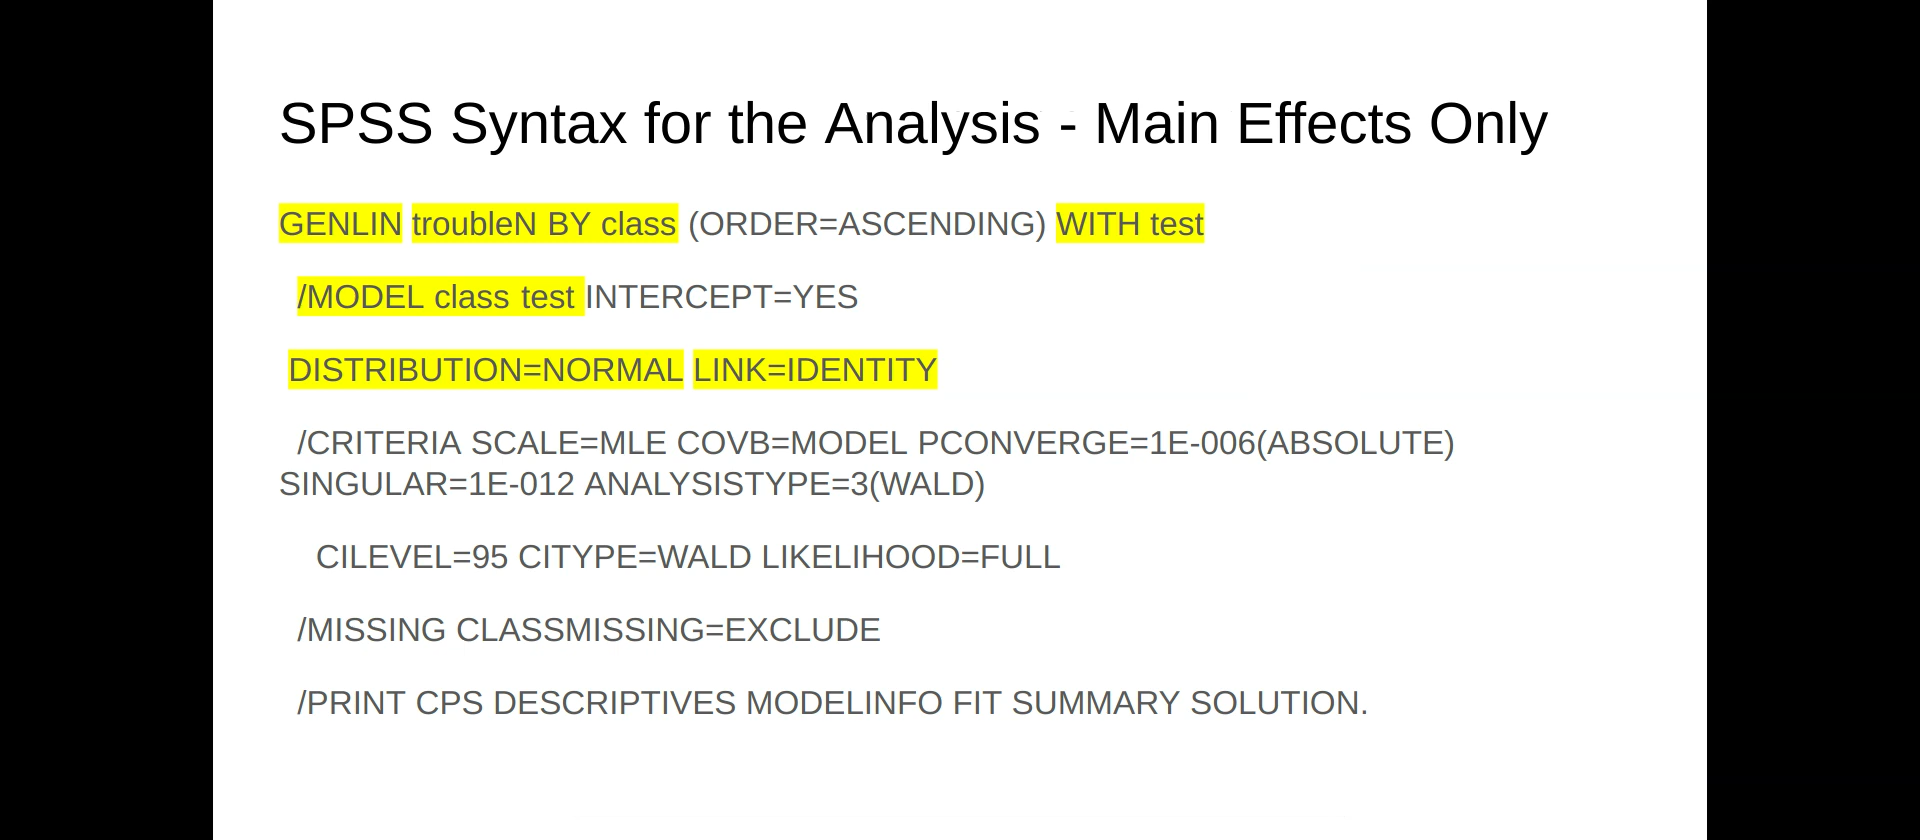 SPSS Syntax for the Analysis - Main Effects Only
GENLIN troubleN BY class (ORDER=ASCENDING) WITH test
/MODEL class test INTERCEPT=YES
DISTRIBUTION=NORMAL LINK=IDENTITY
/CRITERIA SCALE=MLE COVB=MODEL PCONVERGE=1E-006(ABSOLUTE)
SINGULAR=1E-012 ANALYSISTYPE=3(WALD)
CILEVEL=95 CITYPE=WALD LIKELIHOOD=FULL
/MISSING CLASSMISSING=EXCLUDE
/PRINT CPS DESCRIPTIVES MODELINFO FIT SUMMARY SOLUTION.